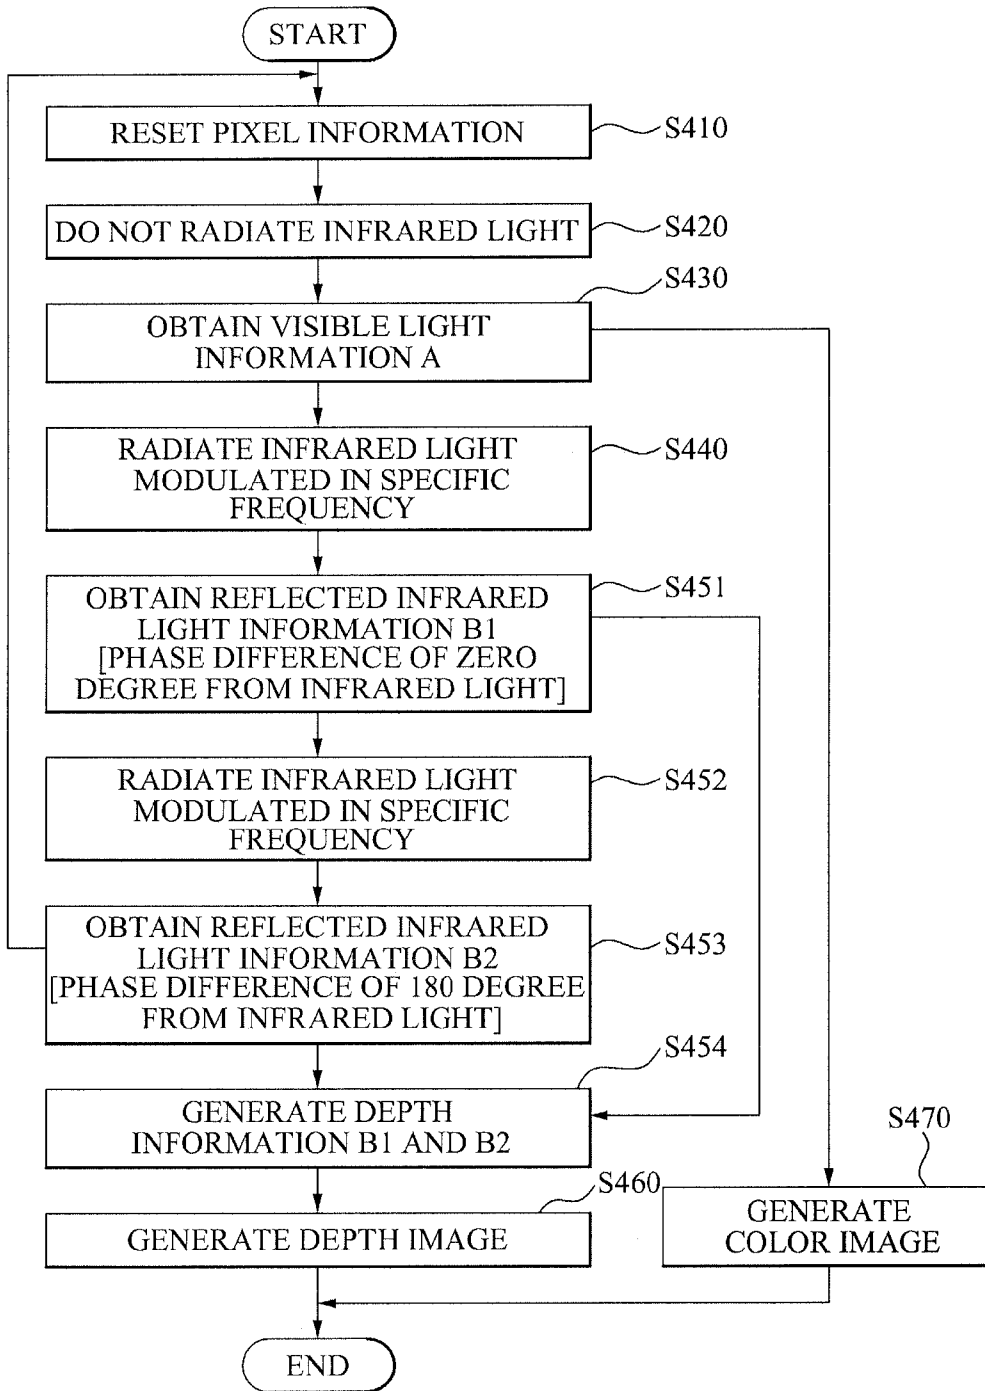 START
RESET PIXEL INFORMATION
S410
DO NOT RADIATE INFRARED LIGHT
S420
S430
OBTAIN VISIBLE LIGHT
INFORMATION A
RADIATE INFRARED LIGHT
MODULATED IN SPECIFIC
FREQUENCY
S440
OBTAIN REFLECTED INFRARED
LIGHT INFORMATION B1
[PHASE DIFFERENCE OF ZERO
DEGREE FROM INFRARED LIGHT]
S451
RADIATE INFRARED LIGHT
MODULATED IN SPECIFIC
FREQUENCY
S452
OBTAIN REFLECTED INFRARED
LIGHT INFORMATION B2
[PHASE DIFFERENCE OF 180 DEGREE
FROM INFRARED LIGHT]
S453
S454
GENERATE DEPTH
INFORMATION B1 AND B2
S460
GENERATE DEPTH IMAGE
S470
GENERATE
COLOR IMAGE
END